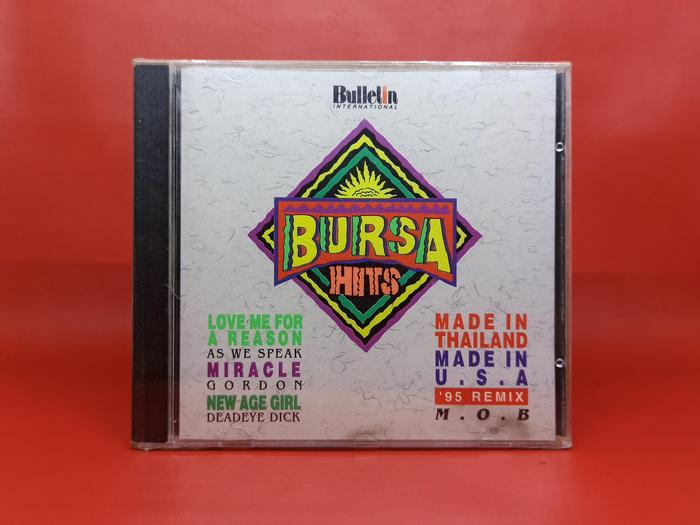 Bulletin
INTERNATIONAL
BURSA
HITS
LOVE ME FOR
A REASON
AS WE SPEAK
MIRACLE
GORDON
NEW AGE GIRL
DEADEYE DICK
MADE IN
THAILAND
MADE IN
U.S.A
'95 REMIX
M.O.B